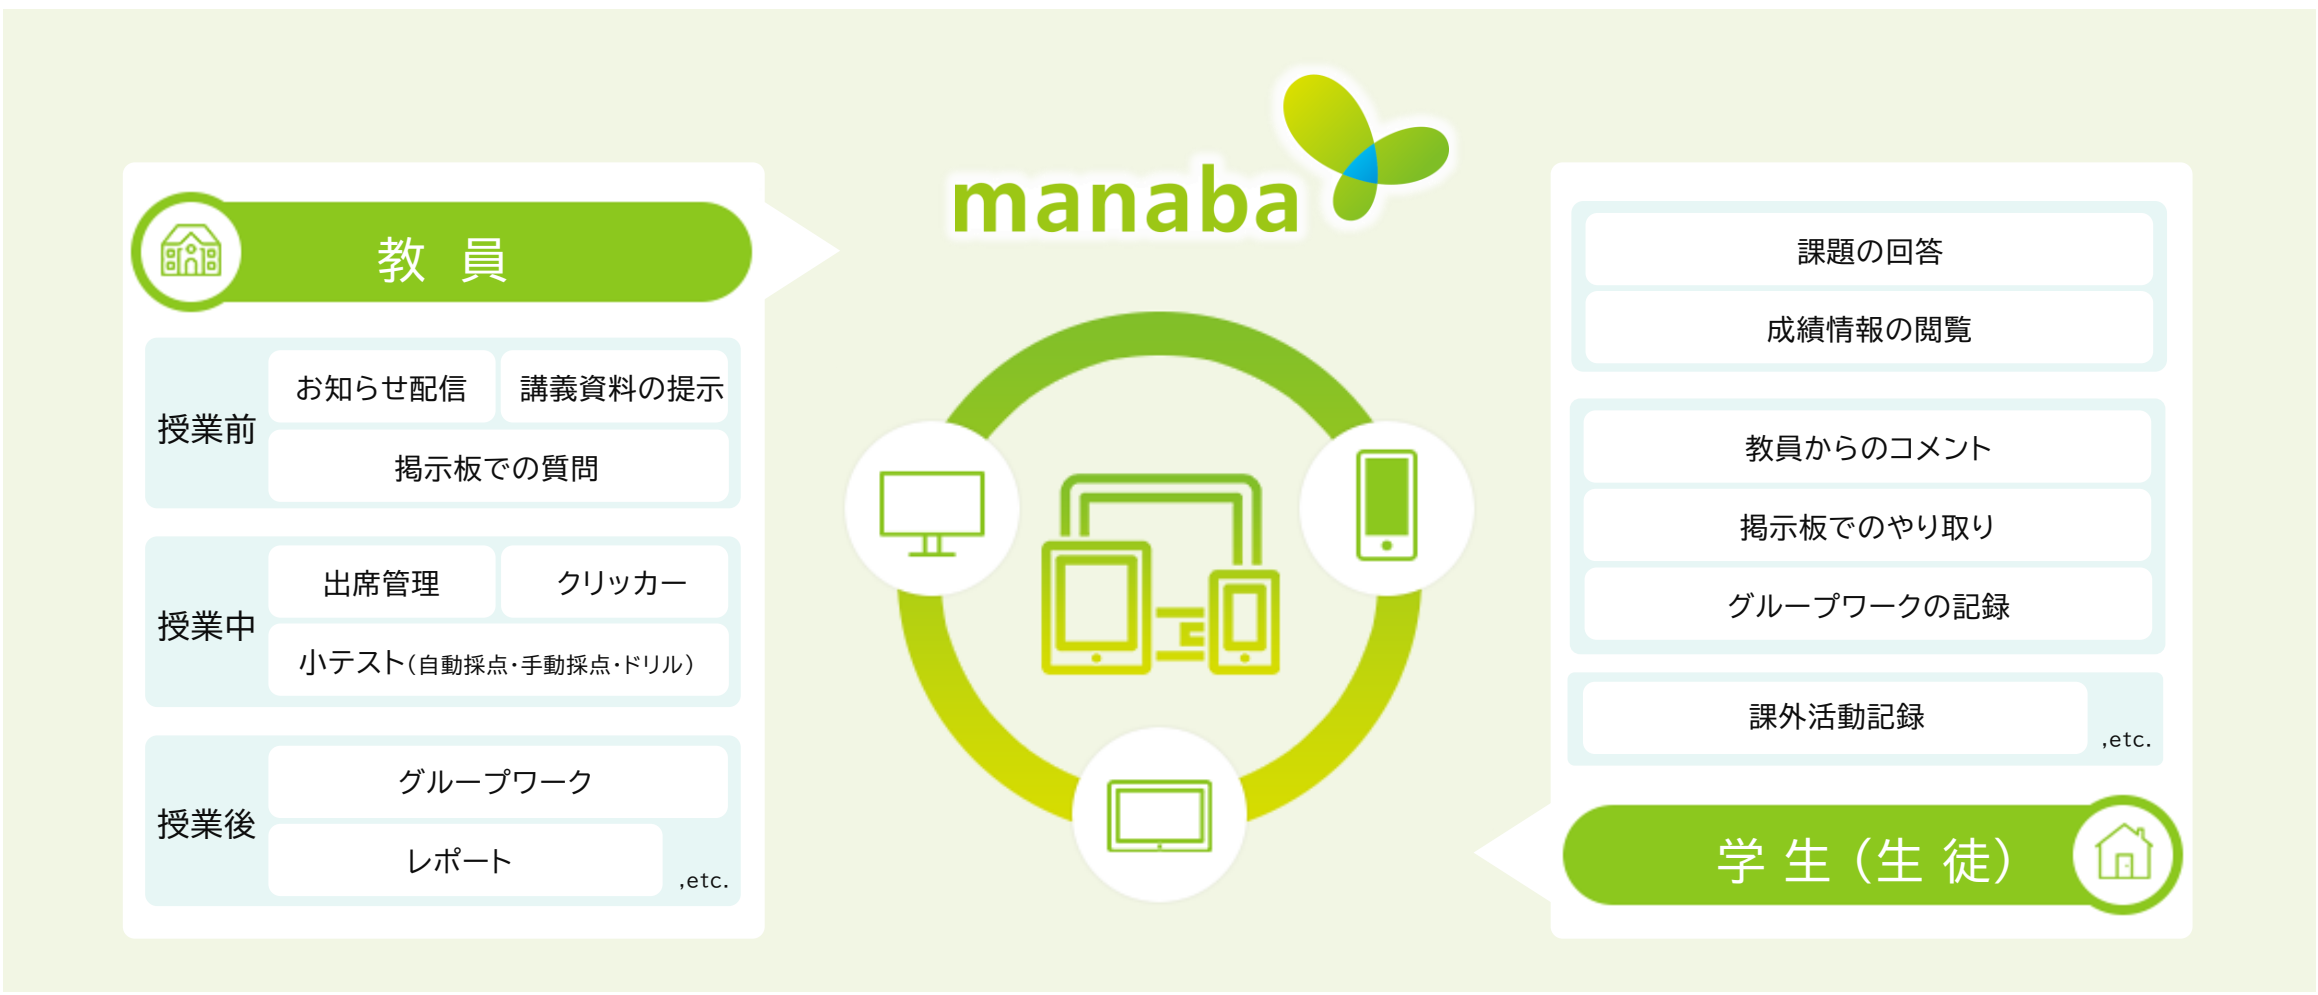 manaba
教 員
授業前
お知らせ配信
講義資料の提示
掲示板での質問
授業中
出席管理
クリッカー
小テスト(自動採点・手動採点・ドリル)
授業後
グループワーク
レポート
,etc.
課題の回答
成績情報の閲覧
教員からのコメント
掲示板でのやり取り
グループワークの記録
課外活動記録
,etc.
学 生 (生 徒)